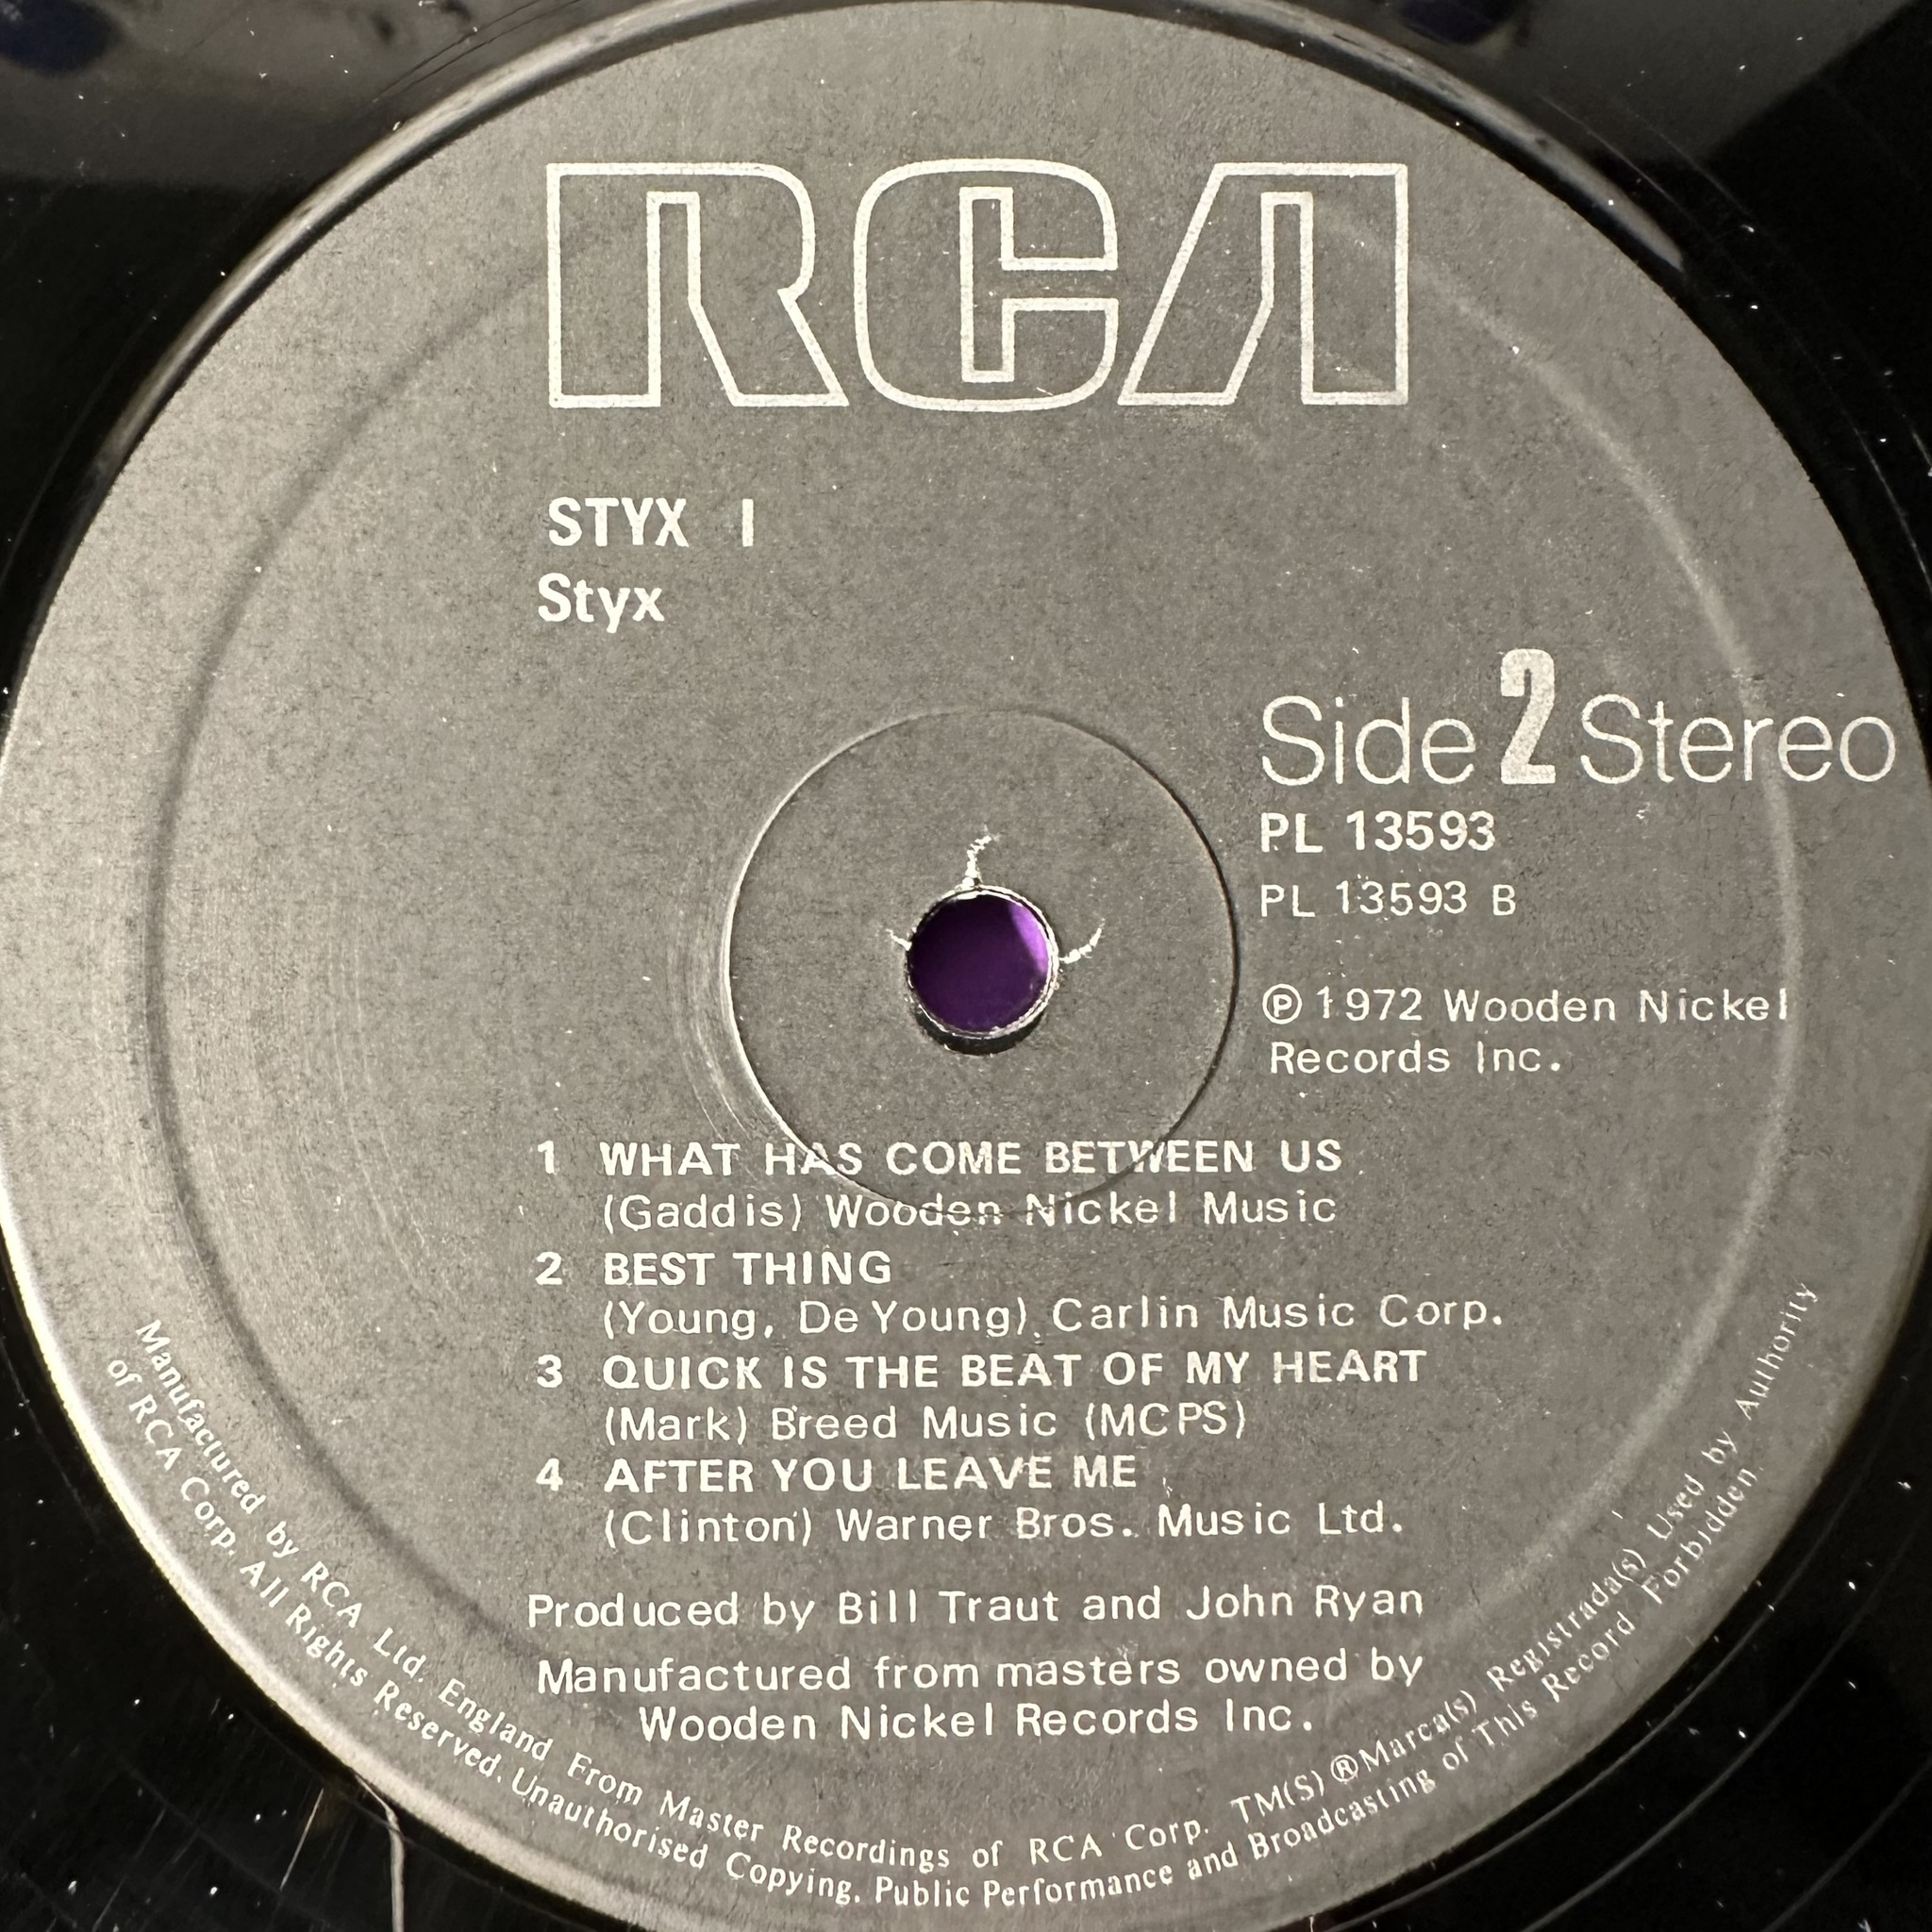 RCA
STYX I
Styx
Side 2 Stereo
PL 13593
PL 13593 B
℗ 1972 Wooden Nickel
Records Inc.
1 WHAT HAS COME BETWEEN US
(Gaddis) Wooden Nickel Music
2 BEST THING
(Young, De Young) Carlin Music Corp.
3 QUICK IS THE BEAT OF MY HEART
(Mark) Breed Music (MCPS)
4 AFTER YOU LEAVE ME
(Clinton) Warner Bros. Music Ltd.
Produced by Bill Traut and John Ryan
Manufactured from masters owned by
Wooden Nickel Records Inc.
Manufactured by RCA Ltd. England From Master Recordings of RCA Corp. TM(S) ® Marca(s) Registrada(s) Used by Authority
of RCA Corp. All Rights Reserved. Unauthorised Copying. Public Performance and Broadcasting of This Record Forbidden.